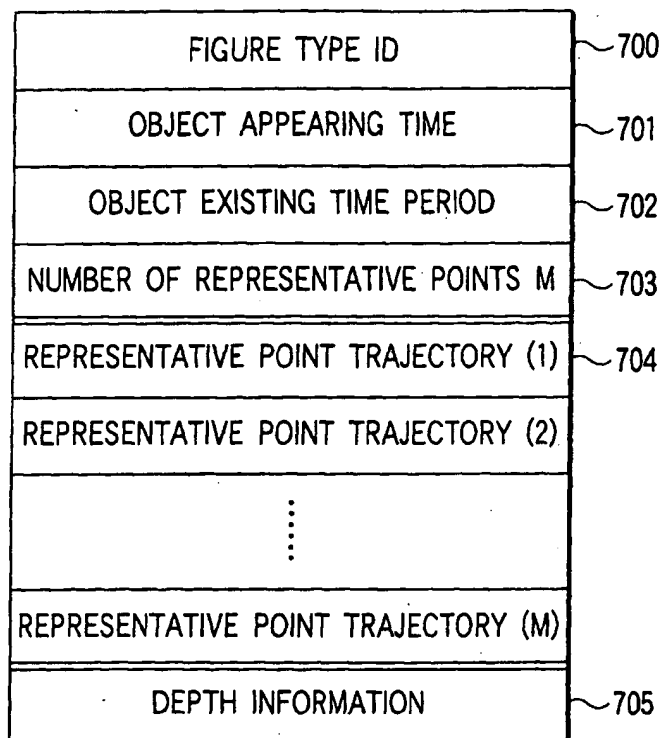 FIGURE TYPE ID 700
OBJECT APPEARING TIME 701
OBJECT EXISTING TIME PERIOD 702
NUMBER OF REPRESENTATIVE POINTS M 703
REPRESENTATIVE POINT TRAJECTORY (1) 704
REPRESENTATIVE POINT TRAJECTORY (2)
REPRESENTATIVE POINT TRAJECTORY (M)
DEPTH INFORMATION 705